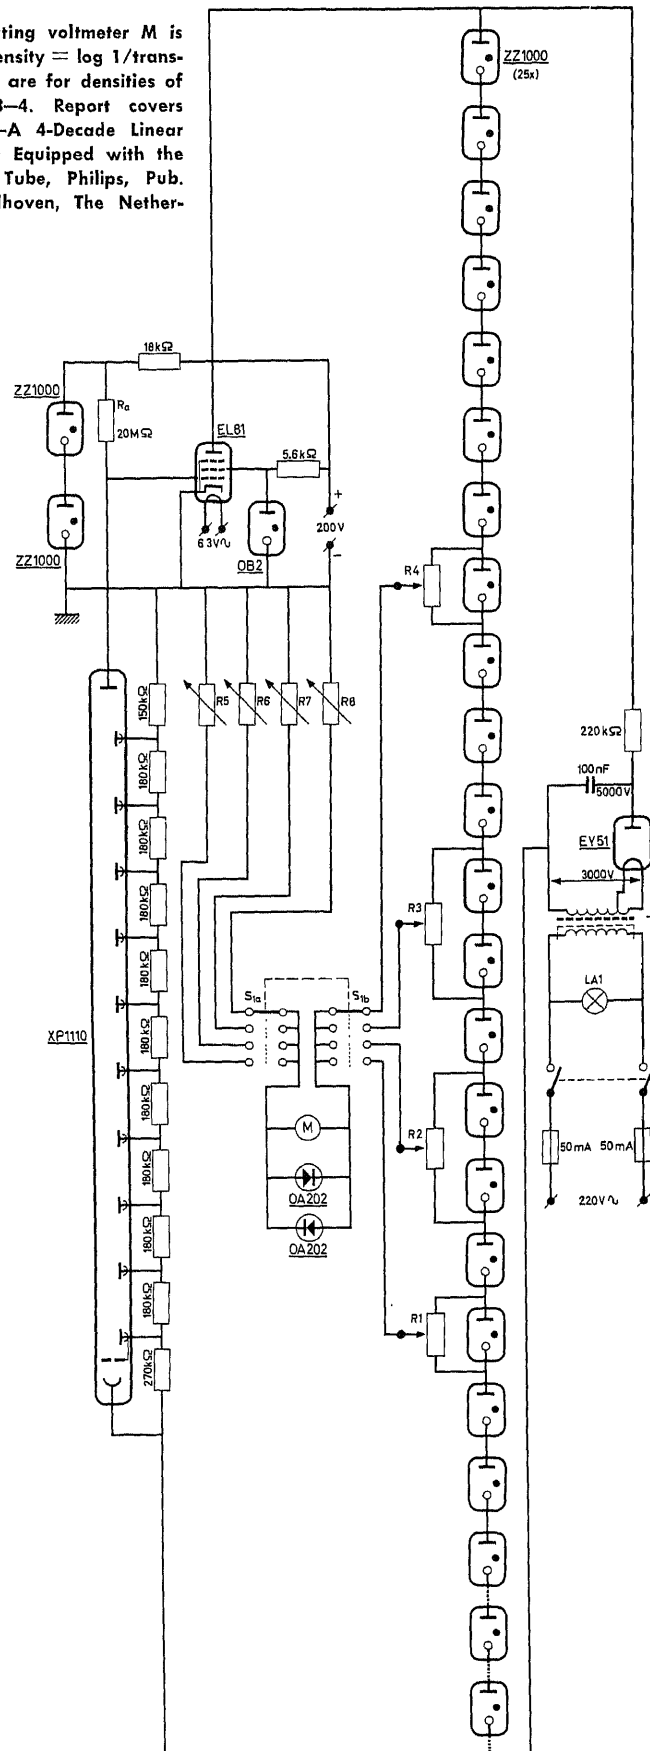 ting voltmeter M is
ensity = log 1/trans-
are for densities of
3—4. Report covers
-A 4-Decade Linear
Equipped with the
Tube, Philips, Pub.
hoven, The Nether-
ZZ1000
(25x)
18kΩ
ZZ1000
Ra
20MΩ
EL81
5.6kΩ
+
200V
−
6.3V∿
ZZ1000
OB2
R4
150kΩ
R5
R6
R7
R8
180kΩ
180kΩ
180kΩ
180kΩ
180kΩ
180kΩ
180kΩ
180kΩ
180kΩ
270kΩ
220kΩ
100nF
5000V
EY51
3000V
R3
LA1
S1a
S1b
XP1110
M
OA202
OA202
R2
50mA
50mA
220V∿
R1